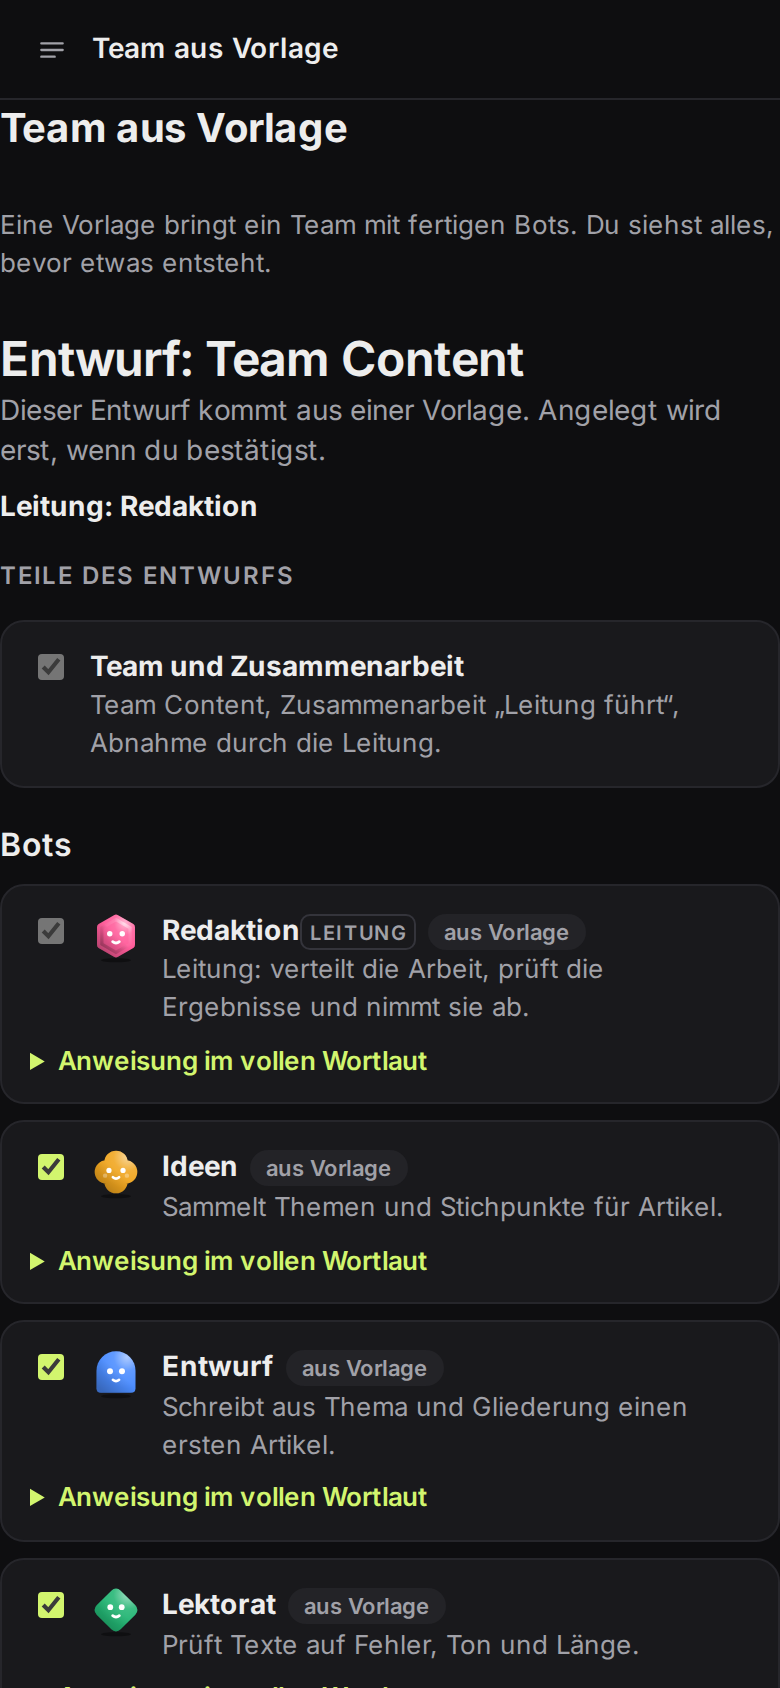 Team aus Vorlage
Team aus Vorlage
Eine Vorlage bringt ein Team mit fertigen Bots. Du siehst alles,
bevor etwas entsteht.
Entwurf: Team Content
Dieser Entwurf kommt aus einer Vorlage. Angelegt wird
erst, wenn du bestätigst.
Leitung: Redaktion
TEILE DES ENTWURFS
Team und Zusammenarbeit
Team Content, Zusammenarbeit „Leitung führt“,
Abnahme durch die Leitung.
Bots
Redaktion LEITUNG aus Vorlage
Leitung: verteilt die Arbeit, prüft die
Ergebnisse und nimmt sie ab.
Anweisung im vollen Wortlaut
Ideen aus Vorlage
Sammelt Themen und Stichpunkte für Artikel.
Anweisung im vollen Wortlaut
Entwurf aus Vorlage
Schreibt aus Thema und Gliederung einen
ersten Artikel.
Anweisung im vollen Wortlaut
Lektorat aus Vorlage
Prüft Texte auf Fehler, Ton und Länge.